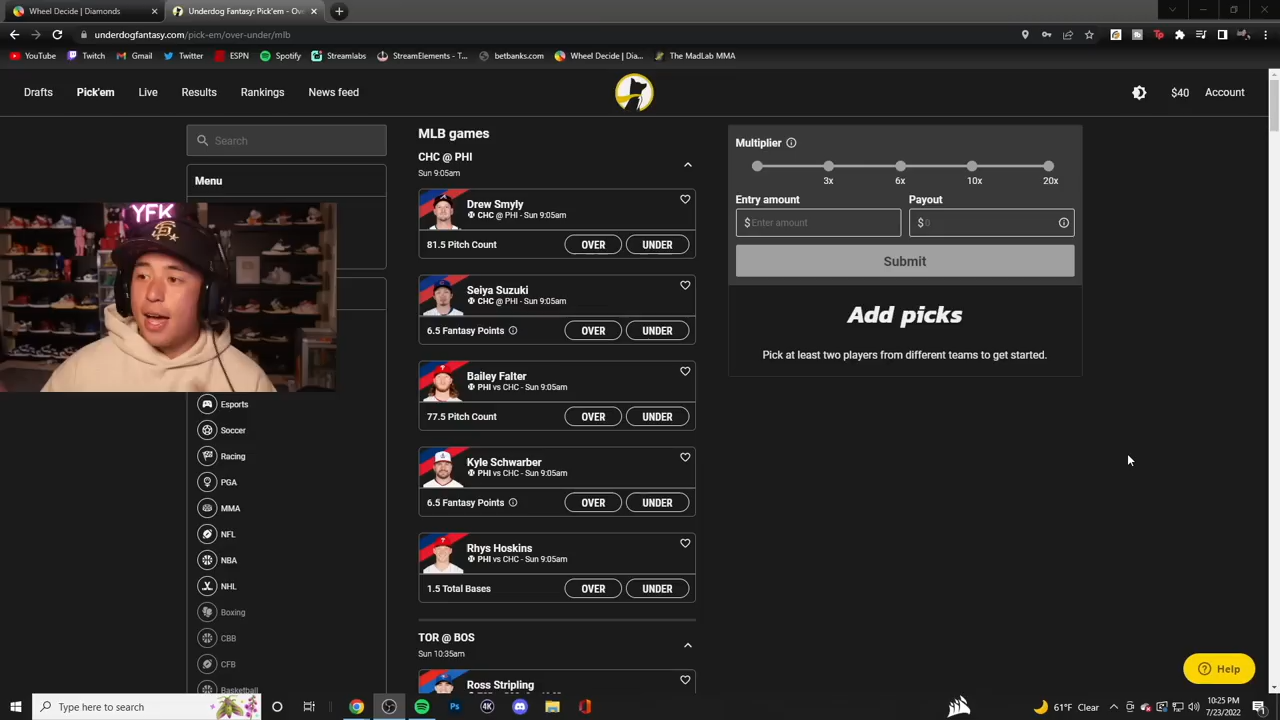 Wheel Decide | Diamonds
Underdog Fantasy: Pick'em - Ov
underdogfantasy.com/pick-em/over-under/mlb
YouTube Twitch Gmail Twitter ESPN Spotify Streamlabs StreamElements - T... betbanks.com Wheel Decide | Dia... The MadLab MMA
Drafts Pick'em Live Results Rankings News feed $40 Account
Search
Menu
YFK
SF
Esports
Soccer
Racing
PGA
MMA
NFL
NBA
NHL
Boxing
CBB
CFB
Basketball
MLB games
CHC @ PHI
Sun 9:05am
Drew Smyly
CHC @ PHI - Sun 9:05am
81.5 Pitch Count OVER UNDER
Seiya Suzuki
CHC @ PHI - Sun 9:05am
6.5 Fantasy Points OVER UNDER
Bailey Falter
PHI vs CHC - Sun 9:05am
77.5 Pitch Count OVER UNDER
Kyle Schwarber
PHI vs CHC - Sun 9:05am
6.5 Fantasy Points OVER UNDER
Rhys Hoskins
PHI vs CHC - Sun 9:05am
1.5 Total Bases OVER UNDER
TOR @ BOS
Sun 10:35am
Ross Stripling
Multiplier
3x 6x 10x 20x
Entry amount Payout
$ Enter amount $ 0
Submit
Add picks
Pick at least two players from different teams to get started.
Help
Type here to search
61°F Clear
10:25 PM
7/23/2022